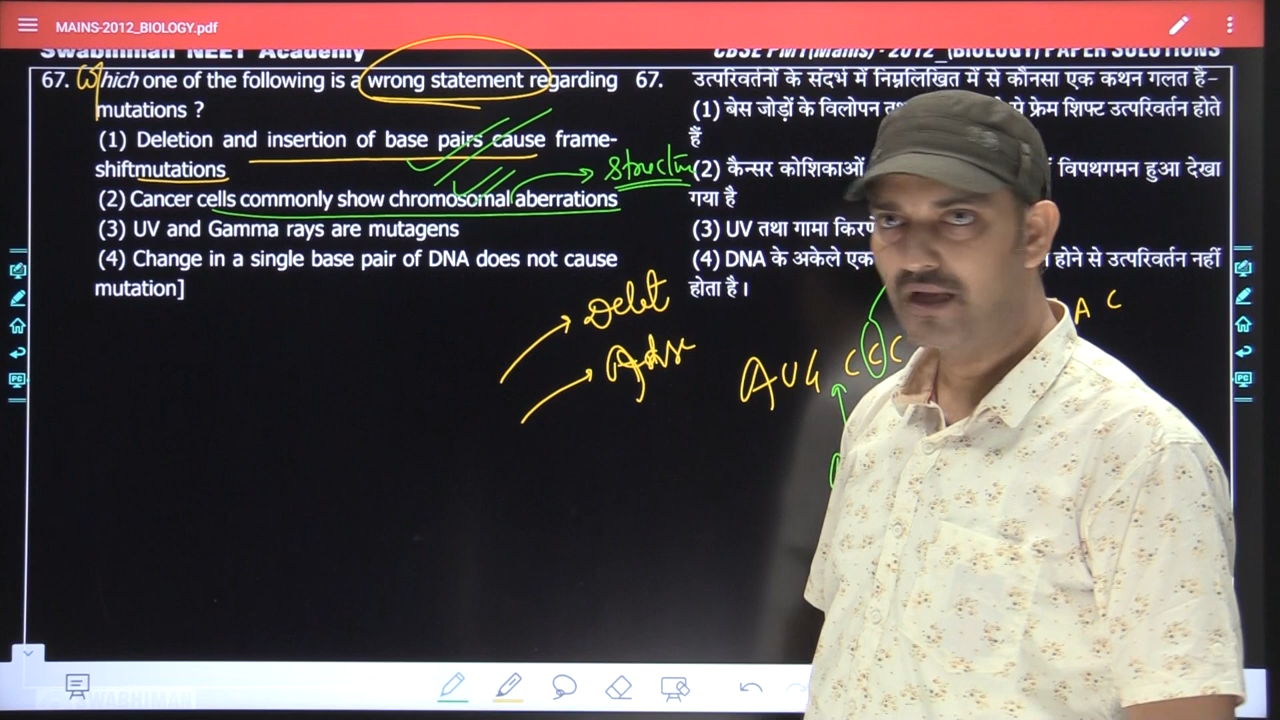 MAINS-2012_BIOLOGY.pdf
Swabhiman NEET Academy
CBSE PMT(Mains) - 2012_(BIOLOGY) PAPER SOLUTIONS
67. Which one of the following is a wrong statement regarding
mutations ?
(1) Deletion and insertion of base pairs cause frame-
shiftmutations
(2) Cancer cells commonly show chromosomal aberrations
(3) UV and Gamma rays are mutagens
(4) Change in a single base pair of DNA does not cause
mutation]
67. उत्परिवर्तनों के संदर्भ में निम्नलिखित में से कौनसा एक कथन गलत है–
(1) बेस जोड़ों के विलोपन से फ्रेम शिफ्ट उत्परिवर्तन होते
हैं
(2) कैन्सर कोशिकाओं विपथगमन हुआ देखा
गया है
(3) UV तथा गामा
(4) DNA के अकेले एक होने से उत्परिवर्तन नहीं
होता है।
AUG CCC
A C
SWABHIMAN